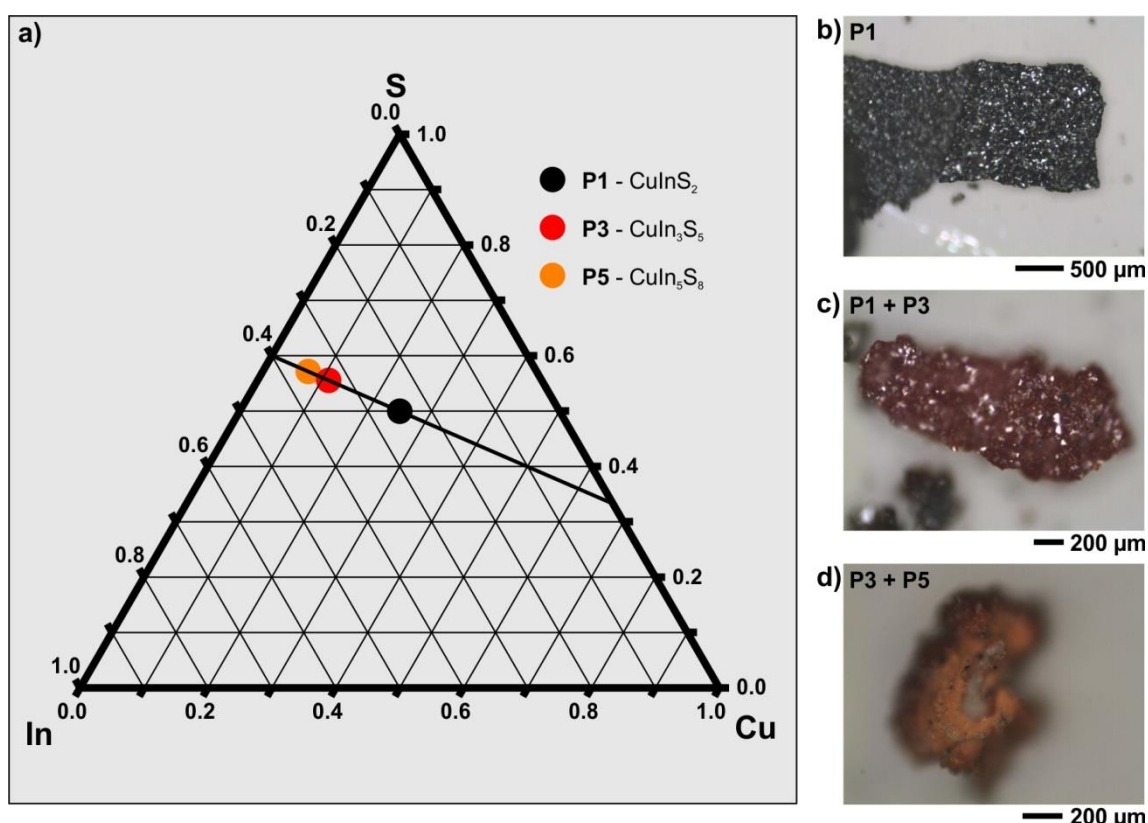 a)
S
0.0
1.0
P1 - CuInS₂
0.2
0.8
P3 - CuIn₃S₅
P5 - CuIn₅S₈
0.4
0.6
0.6
0.4
0.8
0.2
1.0
0.0
0.0
0.2
0.4
0.6
0.8
1.0
In
Cu
b) P1
500 µm
c) P1 + P3
200 µm
d) P3 + P5
200 µm